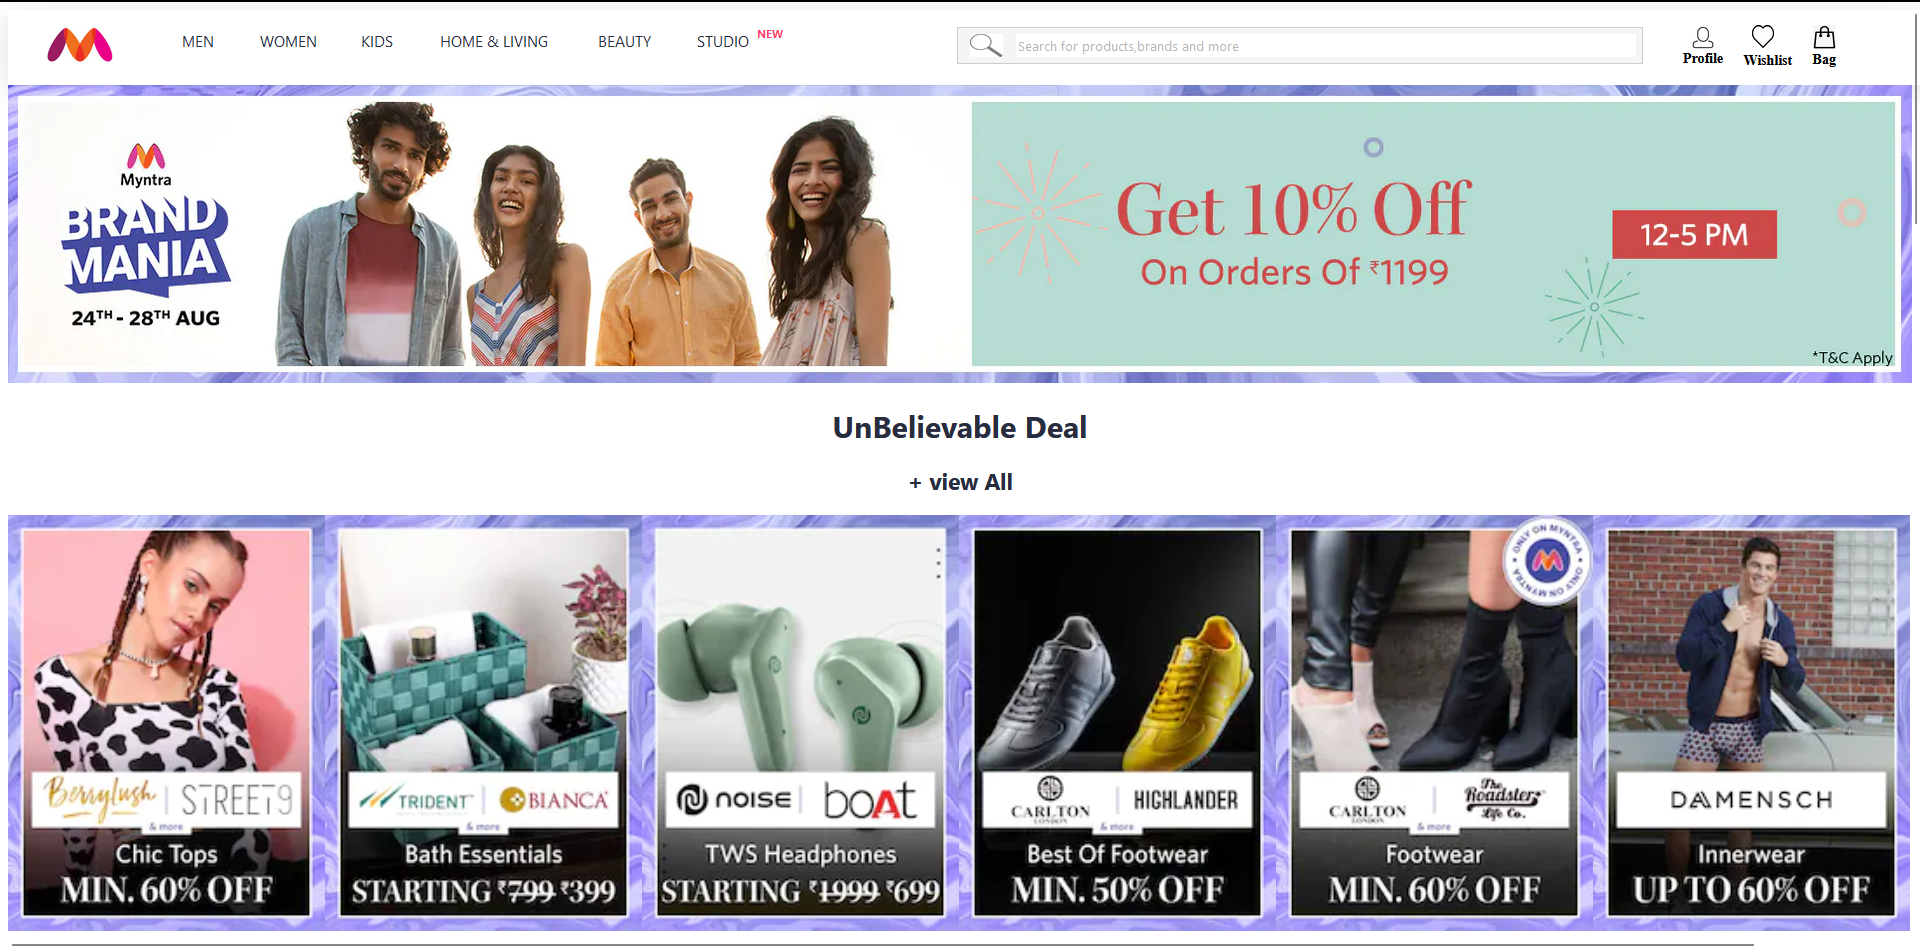 MEN WOMEN KIDS HOME & LIVING BEAUTY STUDIO NEW
Search for products,brands and more
Profile Wishlist Bag
Myntra
BRAND
MANIA
24TH - 28TH AUG
Get 10% Off
On Orders Of ₹1199
12-5 PM
*T&C Apply
UnBelievable Deal
+ view All
Berrylush | STREET9
& more
Chic Tops
MIN. 60% OFF
TRIDENT | BIANCA
& more
Bath Essentials
STARTING ₹799 ₹399
noise | boAt
TWS Headphones
STARTING ₹1999 ₹699
CARLTON LONDON | HIGHLANDER
& more
Best Of Footwear
MIN. 50% OFF
ONLY ON MYNTRA • ONLY ON MYNTRA •
CARLTON LONDON | The Roadster Life Co.
& more
Footwear
MIN. 60% OFF
DAMENSCH
Innerwear
UP TO 60% OFF